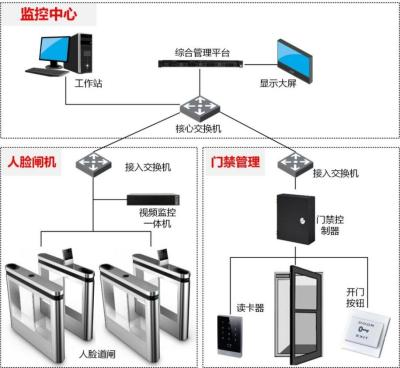 监控中心
综合管理平台
工作站
显示大屏
核心交换机
人脸闸机
接入交换机
门禁管理
接入交换机
视频监控
一体机
门禁控
制器
读卡器
开门
按钮
DOOR
EXIT
人脸道闸